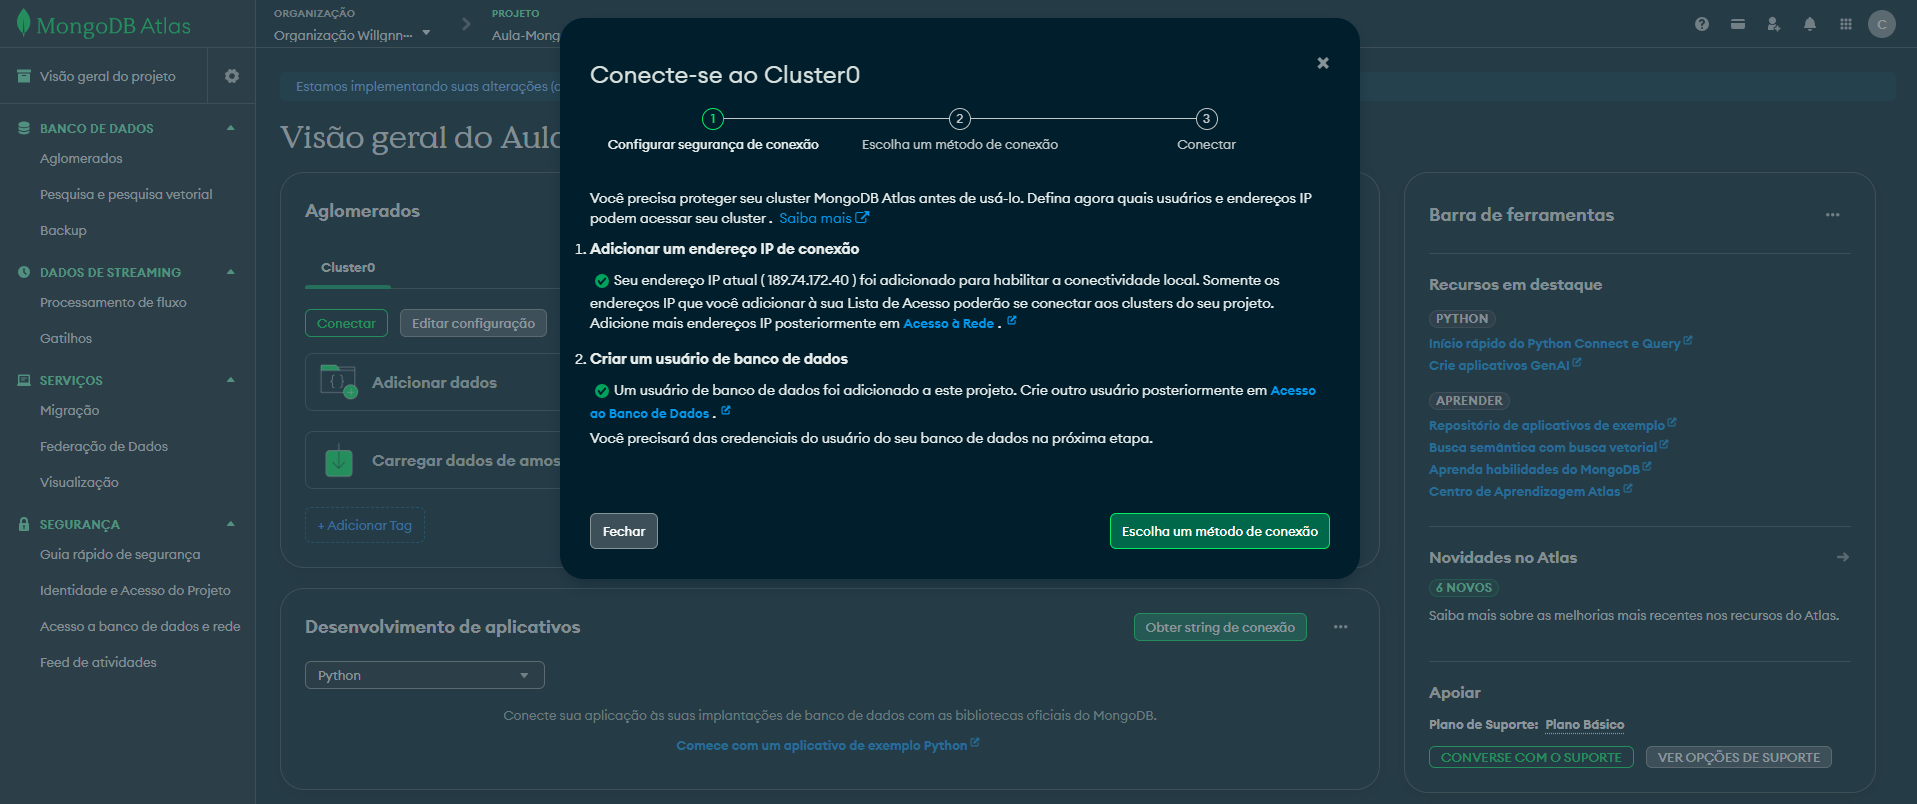 MongoDB Atlas
ORGANIZAÇÃO
Organização Willgnn---
PROJETO
Aula-Mong
C
Visão geral do projeto
BANCO DE DADOS
Aglomerados
Pesquisa e pesquisa vetorial
Backup
DADOS DE STREAMING
Processamento de fluxo
Gatilhos
SERVIÇOS
Migração
Federação de Dados
Visualização
SEGURANÇA
Guia rápido de segurança
Identidade e Acesso do Projeto
Acesso a banco de dados e rede
Feed de atividades
Estamos implementando suas alterações (
Visão geral do Aula
Aglomerados
Cluster0
Conectar
Editar configuração
Adicionar dados
Carregar dados de amos
+ Adicionar Tag
Conecte-se ao Cluster0
1
2
3
Configurar segurança de conexão
Escolha um método de conexão
Conectar
Você precisa proteger seu cluster MongoDB Atlas antes de usá-lo. Defina agora quais usuários e endereços IP
podem acessar seu cluster . Saiba mais
1. Adicionar um endereço IP de conexão
Seu endereço IP atual ( 189.74.172.40 ) foi adicionado para habilitar a conectividade local. Somente os
endereços IP que você adicionar à sua Lista de Acesso poderão se conectar aos clusters do seu projeto.
Adicione mais endereços IP posteriormente em Acesso à Rede .
2. Criar um usuário de banco de dados
Um usuário de banco de dados foi adicionado a este projeto. Crie outro usuário posteriormente em Acesso
ao Banco de Dados .
Você precisará das credenciais do usuário do seu banco de dados na próxima etapa.
Fechar
Escolha um método de conexão
Desenvolvimento de aplicativos
Obter string de conexão
Python
Conecte sua aplicação às suas implantações de banco de dados com as bibliotecas oficiais do MongoDB.
Comece com um aplicativo de exemplo Python
Barra de ferramentas
Recursos em destaque
PYTHON
Início rápido do Python Connect e Query
Crie aplicativos GenAI
APRENDER
Repositório de aplicativos de exemplo
Busca semântica com busca vetorial
Aprenda habilidades do MongoDB
Centro de Aprendizagem Atlas
Novidades no Atlas
6 NOVOS
Saiba mais sobre as melhorias mais recentes nos recursos do Atlas.
Apoiar
Plano de Suporte: Plano Básico
CONVERSE COM O SUPORTE
VER OPÇÕES DE SUPORTE